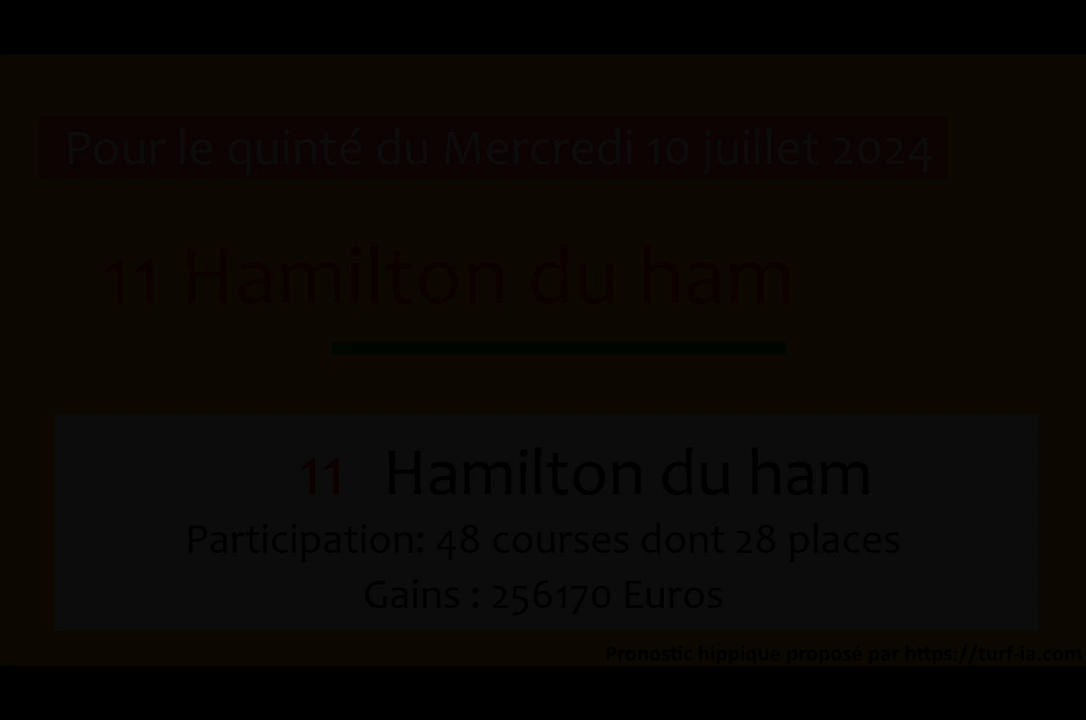 Pour le quinté du Mercredi 10 juillet 2024
11 Hamilton du ham
11 Hamilton du ham
Participation: 48 courses dont 28 places
Gains : 256170 Euros
Pronostic hippique proposé par https://turf-ia.com